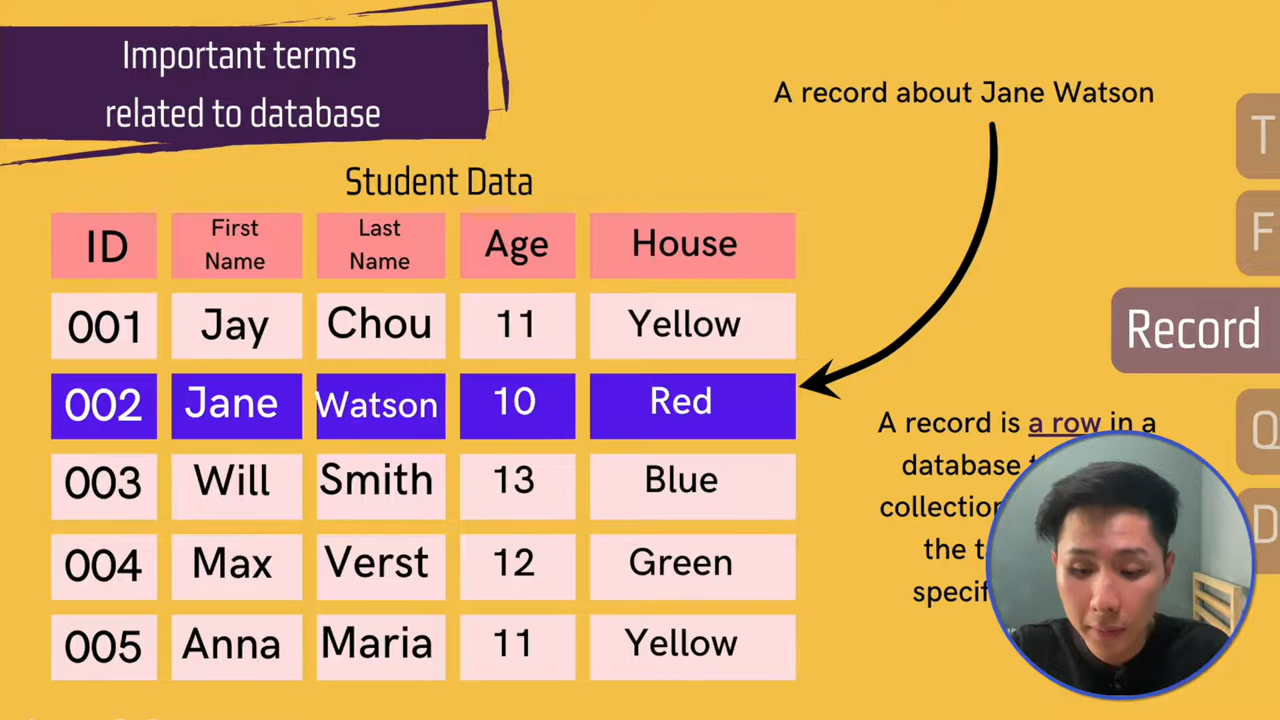 Important terms
related to database
A record about Jane Watson
T
Student Data
ID First Name Last Name Age House
F
001 Jay Chou 11 Yellow
Record
002 Jane Watson 10 Red
A record is a row in a
database
Q
003 Will Smith 13 Blue
collection
D
the
004 Max Verst 12 Green
005 Anna Maria 11 Yellow